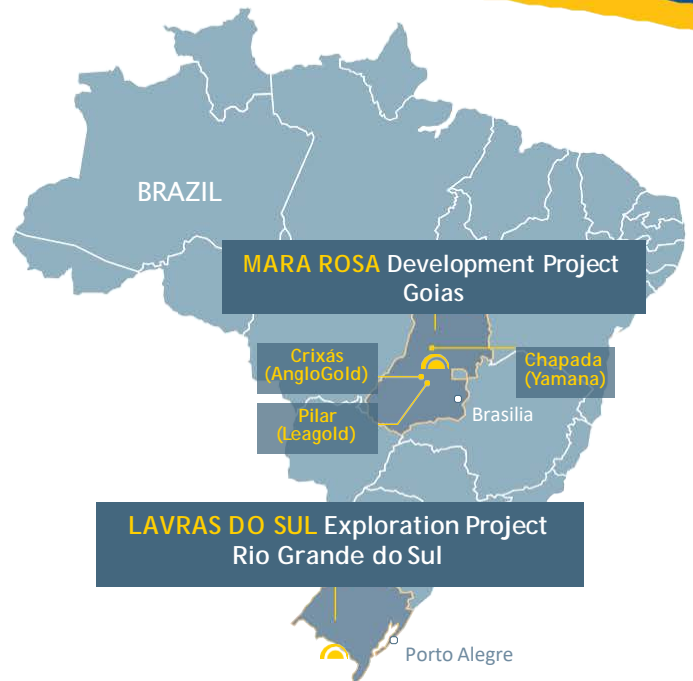 BRAZIL
MARA ROSA Development Project
Goias
Crixás
(AngloGold)
Chapada
(Yamana)
Pilar
(Leagold)
Brasilia
LAVRAS DO SUL Exploration Project
Rio Grande do Sul
Porto Alegre